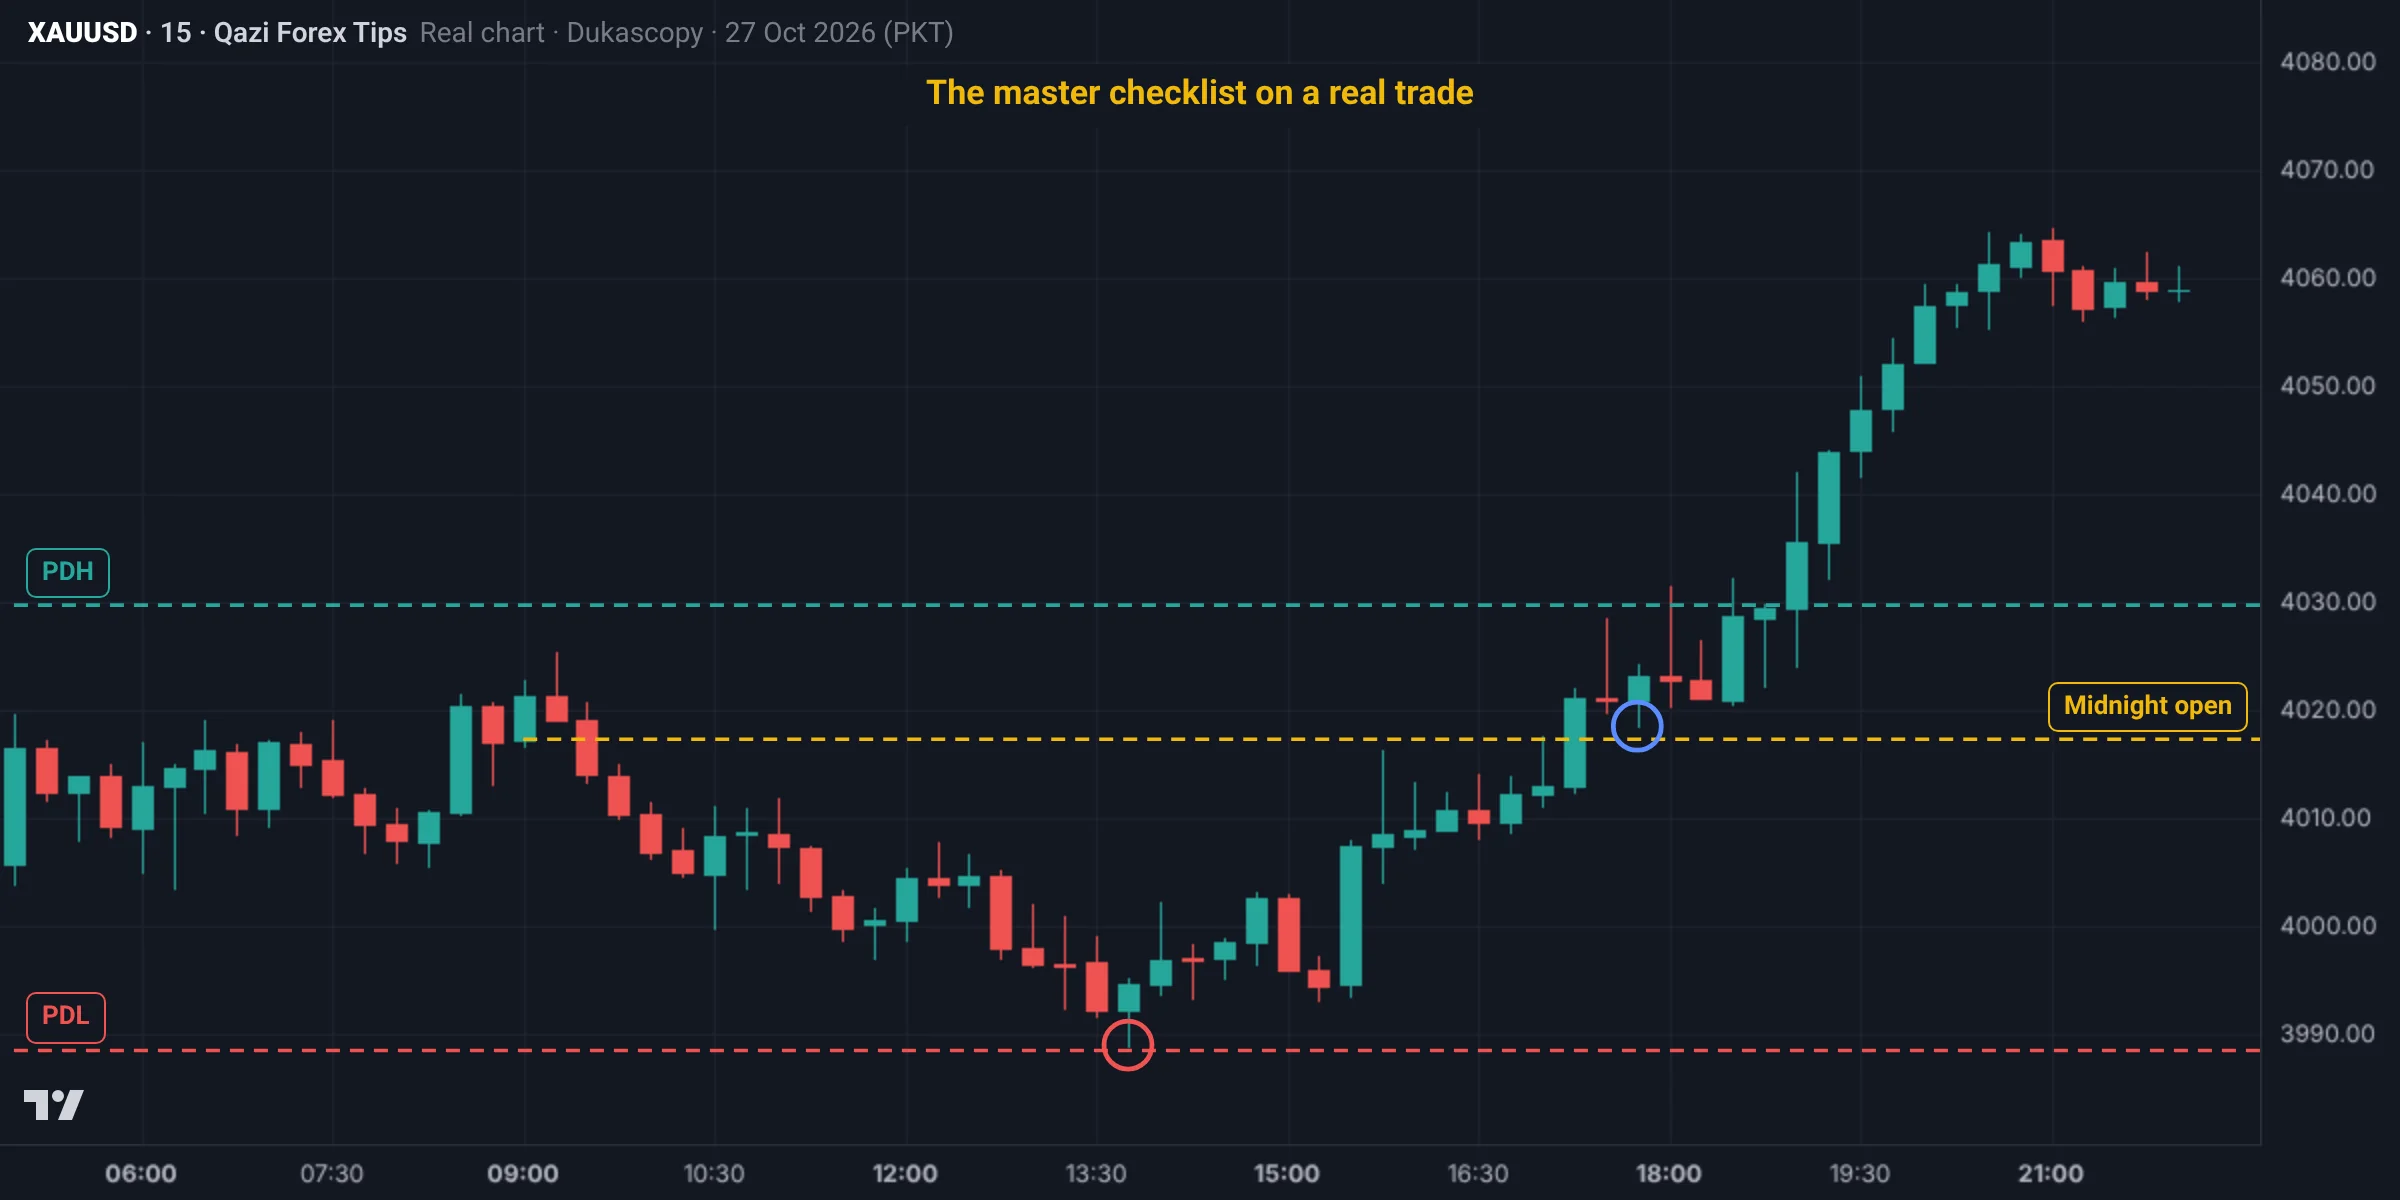 XAUUSD · 15 · Qazi Forex Tips Real chart · Dukascopy · 27 Oct 2026 (PKT)
The master checklist on a real trade
4080.00
4070.00
4060.00
4050.00
4040.00
PDH
4030.00
Midnight open
4020.00
4010.00
4000.00
PDL
3990.00
06:00 07:30 09:00 10:30 12:00 13:30 15:00 16:30 18:00 19:30 21:00